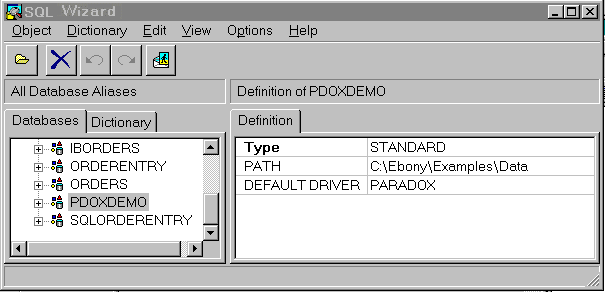 SQL Wizard
Object Dictionary Edit View Options Help
All Database Aliases
Definition of PDOXDEMO
Databases Dictionary
Definition
IBORDERS
ORDERENTRY
ORDERS
PDOXDEMO
SQLORDERENTRY
Type STANDARD
PATH C:\Ebony\Examples\Data
DEFAULT DRIVER PARADOX